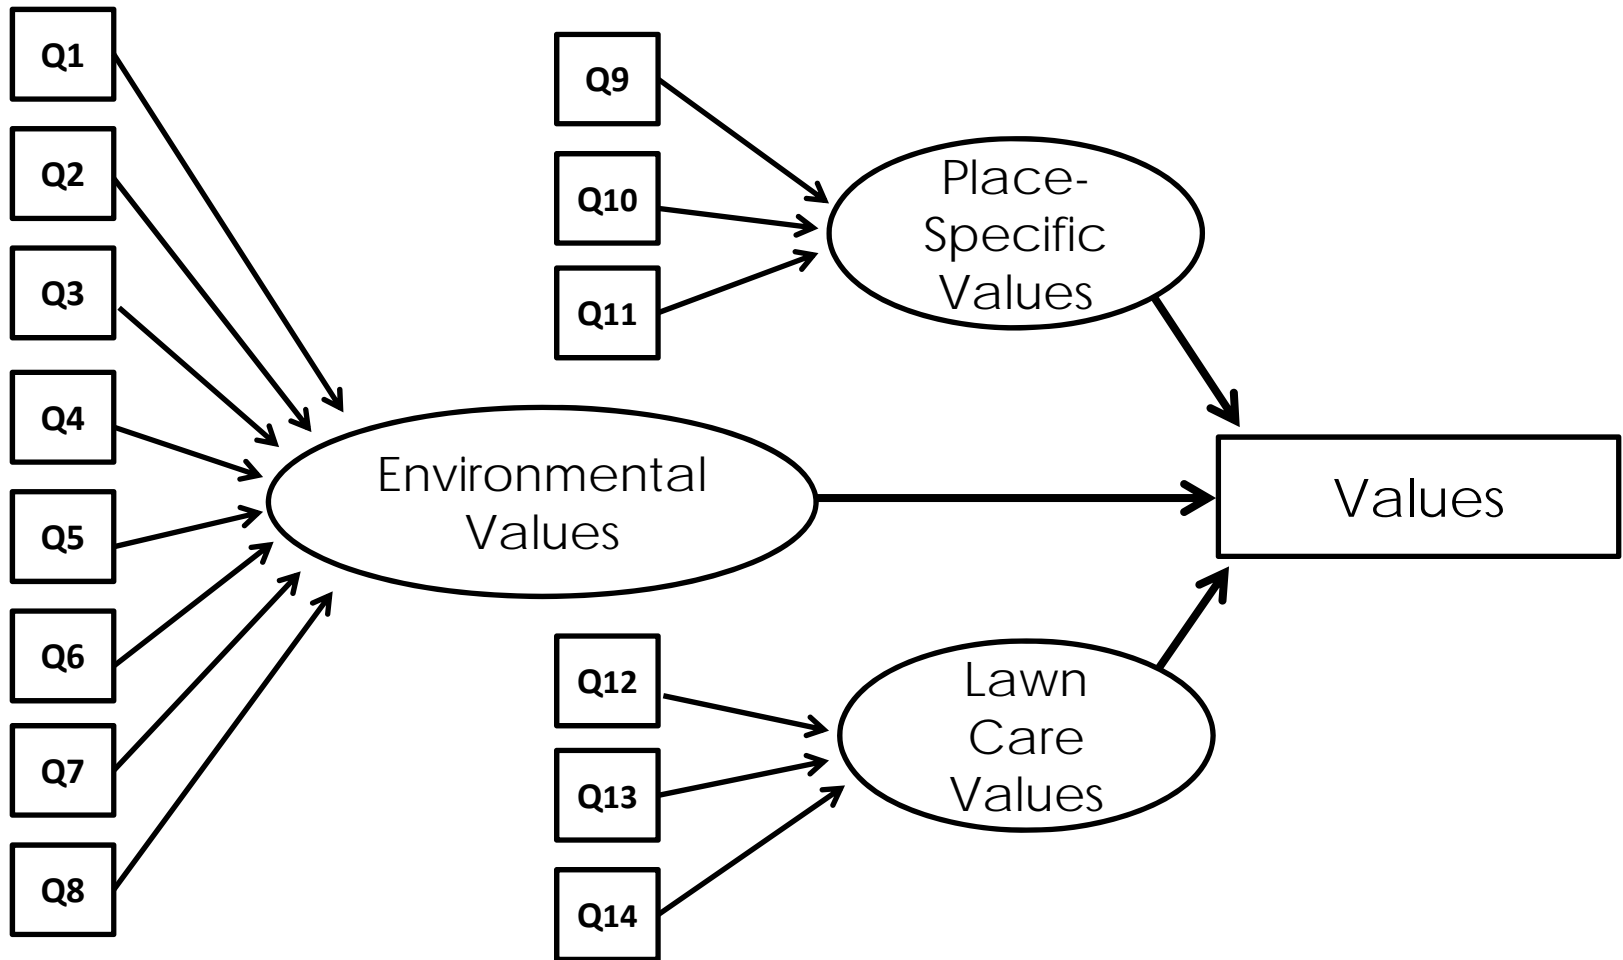 Q1
Q2
Q3
Q4
Q5
Q6
Q7
Q8
Environmental
Values
Q9
Q10
Q11
Place-
Specific
Values
Q12
Q13
Q14
Lawn
Care
Values
Values